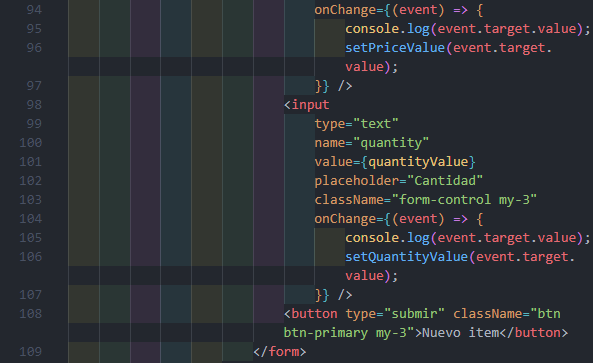 94 onChange={(event) => {
95 console.log(event.target.value);
96 setPriceValue(event.target.
value);
97 }} />
98 <input
99 type="text"
100 name="quantity"
101 value={quantityValue}
102 placeholder="Cantidad"
103 className="form-control my-3"
104 onChange={(event) => {
105 console.log(event.target.value);
106 setQuantityValue(event.target.
value);
107 }} />
108 <button type="submir" className="btn
btn-primary my-3">Nuevo item</button>
109 </form>